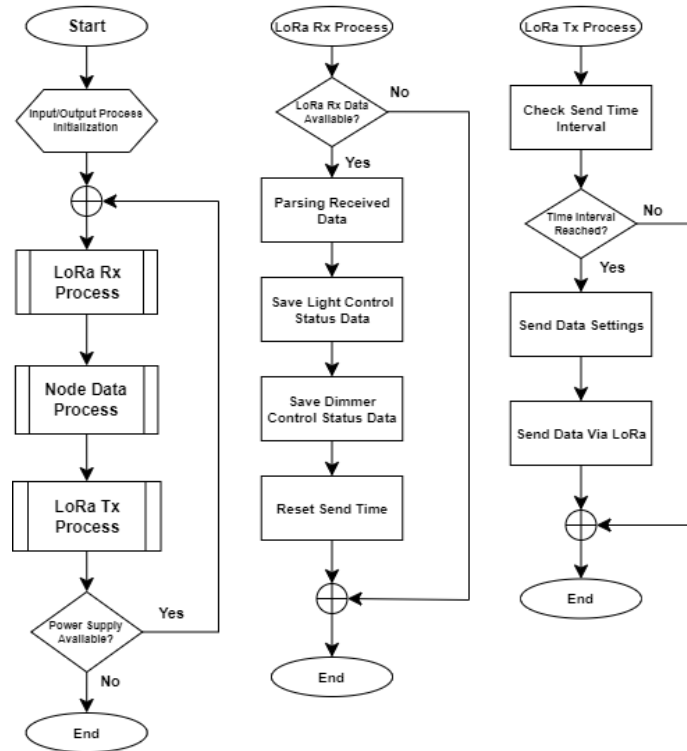 Start
Input/Output Process
Initialization
LoRa Rx
Process
Node Data
Process
LoRa Tx
Process
Power Supply
Available?
Yes
No
End
LoRa Rx Process
LoRa Rx Data
Available?
No
Yes
Parsing Received
Data
Save Light Control
Status Data
Save Dimmer
Control Status Data
Reset Send Time
End
LoRa Tx Process
Check Send Time
Interval
Time Interval
Reached?
No
Yes
Send Data Settings
Send Data Via LoRa
End